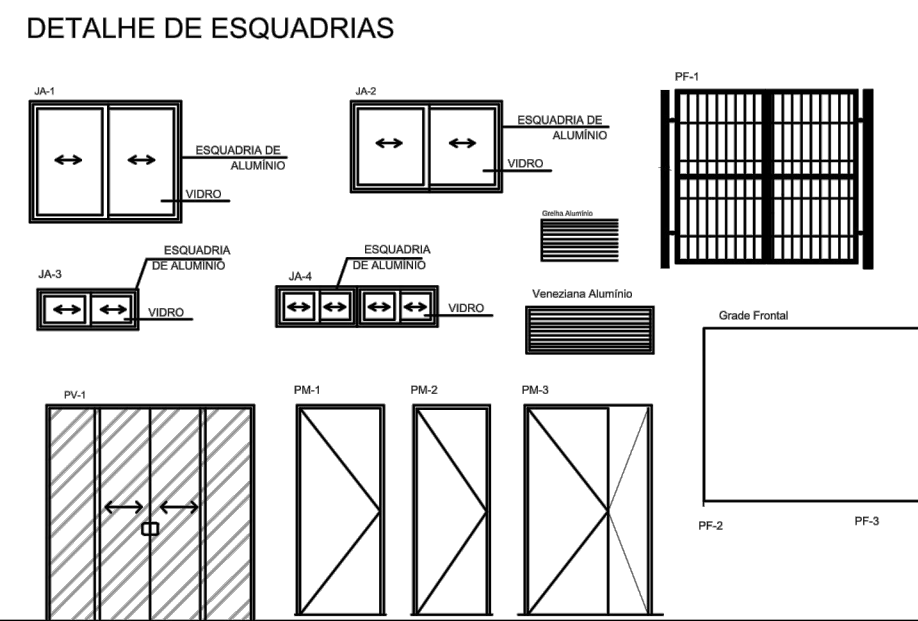 DETALHE DE ESQUADRIAS
JA-1
JA-2
PF-1
ESQUADRIA DE
ALUMÍNIO
VIDRO
ESQUADRIA DE
ALUMÍNIO
VIDRO
Grelha Alumínio
JA-3
ESQUADRIA
DE ALUMÍNIO
VIDRO
JA-4
ESQUADRIA
DE ALUMÍNIO
VIDRO
Veneziana Alumínio
Grade Frontal
PV-1
PM-1
PM-2
PM-3
PF-2
PF-3